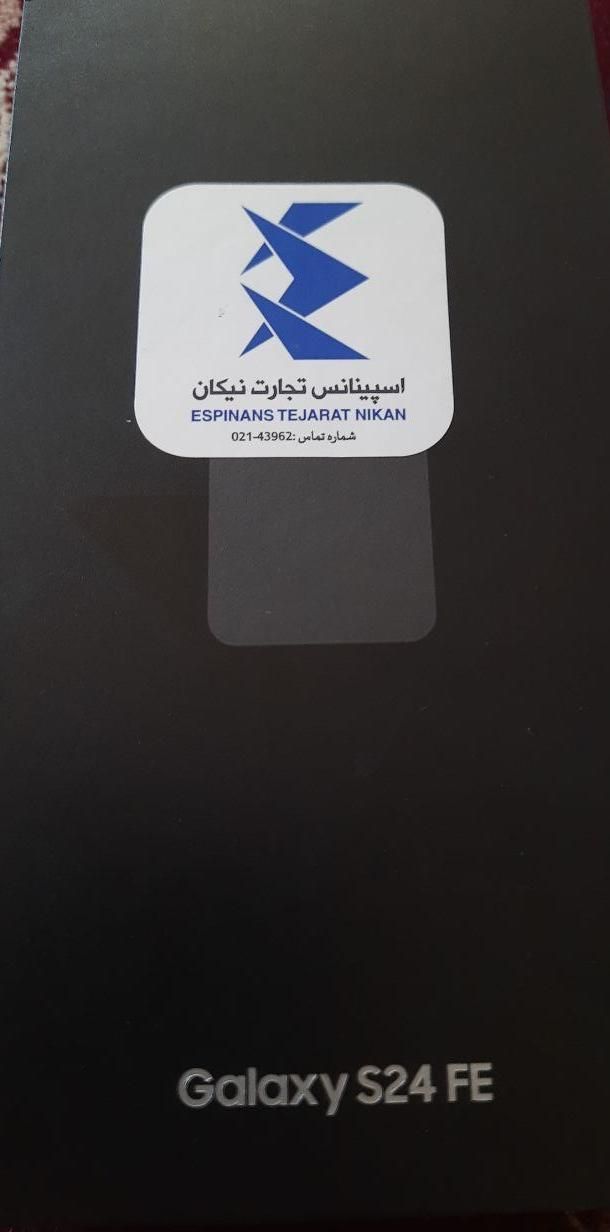 اسپینانس تجارت نیکان
ESPINANS TEJARAT NIKAN
شماره تماس :021-43962
Galaxy S24 FE